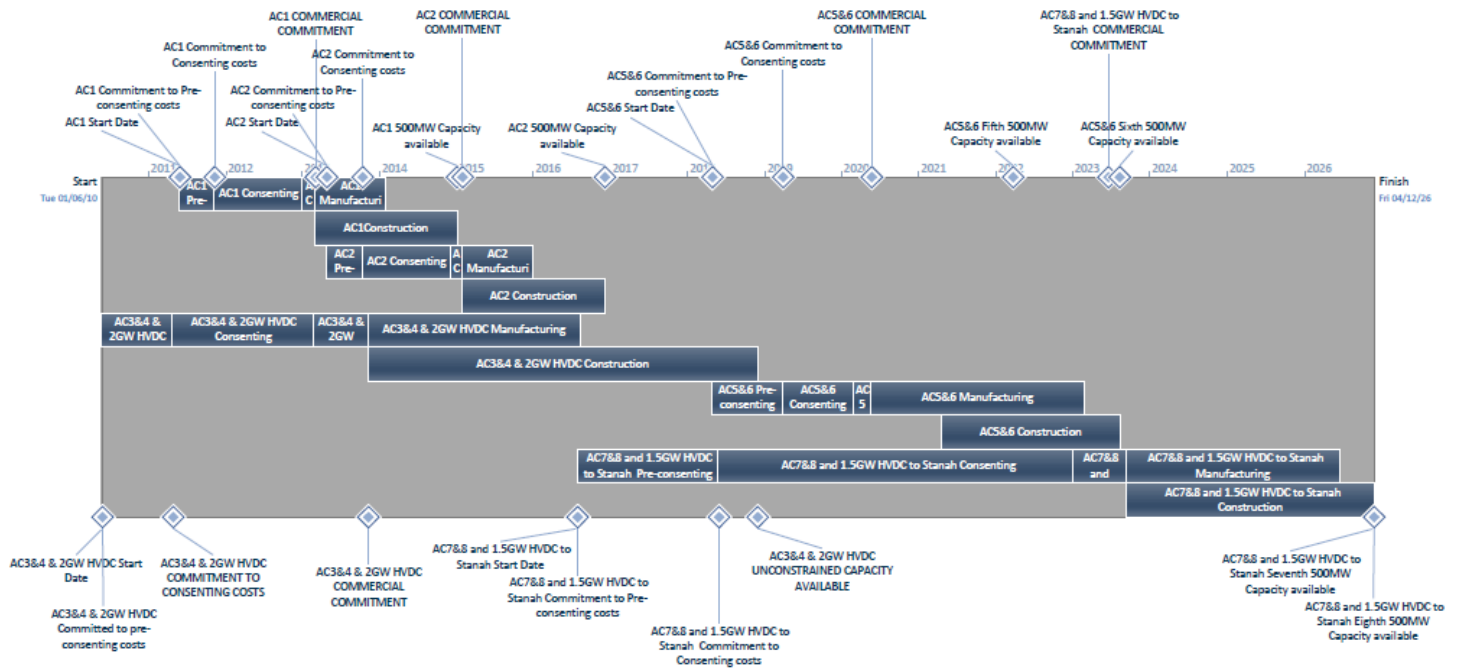 AC1 COMMERCIAL
COMMITMENT
AC2 COMMERCIAL
COMMITMENT
AC5&6 COMMERCIAL
COMMITMENT
AC7&8 and 1.5GW HVDC to
Stanah COMMERCIAL
COMMITMENT
AC1 Commitment to
Consenting costs
AC2 Commitment to
Consenting costs
AC5&6 Commitment to
Consenting costs
AC1 Commitment to Pre-
consenting costs
AC2 Commitment to Pre-
consenting costs
AC5&6 Commitment to Pre-
consenting costs
AC1 Start Date
AC2 Start Date
AC5&6 Start Date
AC1 500MW Capacity
available
AC2 500MW Capacity
available
AC5&6 Fifth 500MW
Capacity available
AC5&6 Sixth 500MW
Capacity available
2011
2012
2014
2015
2016
2017
2019
2020
2021
2022
2023
2024
2025
2026
Start
Tue 01/06/10
Finish
Fri 04/12/26
AC1
Pre-
AC1 Consenting
A
C
AC1
Manufacturi
AC1Construction
AC2
Pre-
AC2 Consenting
A
C
AC2
Manufacturi
AC2 Construction
AC3&4 &
2GW HVDC
AC3&4 & 2GW HVDC
Consenting
AC3&4 &
2GW
AC3&4 & 2GW HVDC Manufacturing
AC3&4 & 2GW HVDC Construction
AC5&6 Pre-
consenting
AC5&6
Consenting
AC
5
AC5&6 Manufacturing
AC5&6 Construction
AC7&8 and 1.5GW HVDC
to Stanah Pre-consenting
AC7&8 and 1.5GW HVDC to Stanah Consenting
AC7&8
and
AC7&8 and 1.5GW HVDC to Stanah
Manufacturing
AC7&8 and 1.5GW HVDC to Stanah
Construction
AC3&4 & 2GW HVDC Start
Date
AC3&4 & 2GW HVDC
Committed to pre-
consenting costs
AC3&4 & 2GW HVDC
COMMITMENT TO
CONSENTING COSTS
AC3&4 & 2GW HVDC
COMMERCIAL
COMMITMENT
AC7&8 and 1.5GW HVDC to
Stanah Start Date
AC7&8 and 1.5GW HVDC to
Stanah Commitment to Pre-
consenting costs
AC7&8 and 1.5GW HVDC to
Stanah Commitment to
Consenting costs
AC3&4 & 2GW HVDC
UNCONSTRAINED CAPACITY
AVAILABLE
AC7&8 and 1.5GW HVDC to
Stanah Seventh 500MW
Capacity available
AC7&8 and 1.5GW HVDC to
Stanah Eighth 500MW
Capacity available